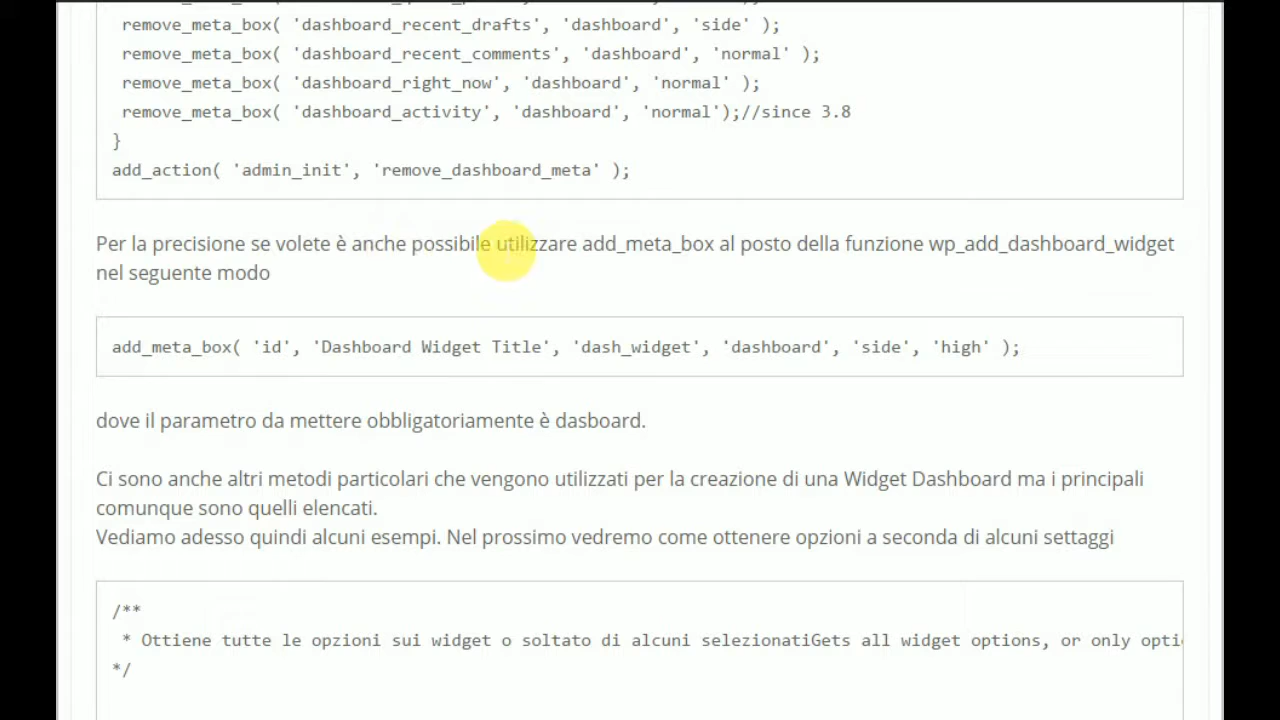 remove_meta_box( 'dashboard_recent_drafts', 'dashboard', 'side' );
remove_meta_box( 'dashboard_recent_comments', 'dashboard', 'normal' );
remove_meta_box( 'dashboard_right_now', 'dashboard', 'normal' );
remove_meta_box( 'dashboard_activity', 'dashboard', 'normal');//since 3.8
}
add_action( 'admin_init', 'remove_dashboard_meta' );
Per la precisione se volete è anche possibile utilizzare add_meta_box al posto della funzione wp_add_dashboard_widget
nel seguente modo
add_meta_box( 'id', 'Dashboard Widget Title', 'dash_widget', 'dashboard', 'side', 'high' );
dove il parametro da mettere obbligatoriamente è dasboard.
Ci sono anche altri metodi particolari che vengono utilizzati per la creazione di una Widget Dashboard ma i principali
comunque sono quelli elencati.
Vediamo adesso quindi alcuni esempi. Nel prossimo vedremo come ottenere opzioni a seconda di alcuni settaggi
/**
* Ottiene tutte le opzioni sui widget o soltato di alcuni selezionatiGets all widget options, or only
*/